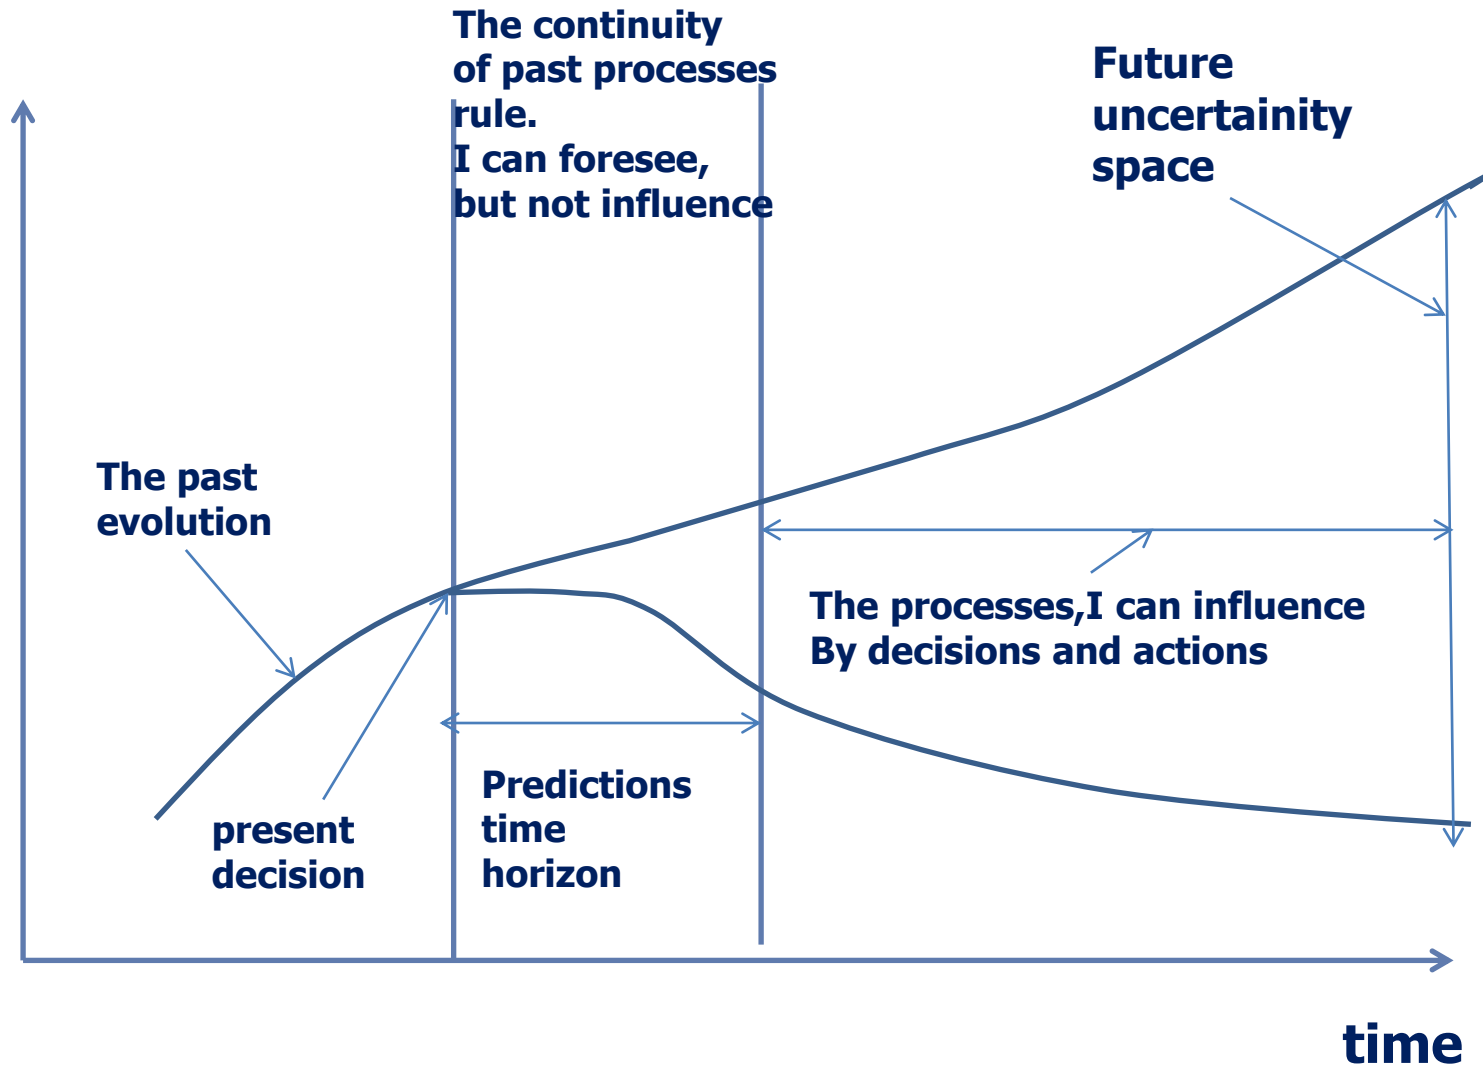 The continuity
of past processes
rule.
I can foresee,
but not influence
Future
uncertainity
space
The past
evolution
The processes,I can influence
By decisions and actions
Predictions
time
horizon
present
decision
time